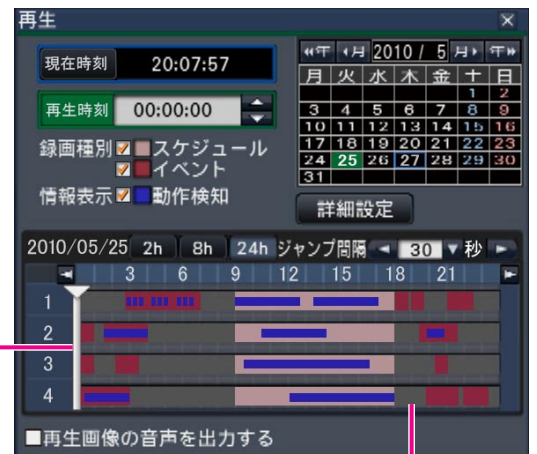 再生
現在時刻 20:07:57
再生時刻 00:00:00
録画種別 スケジュール
イベント
情報表示 動作検知
年 月 2010 / 5 月 年
月 火 水 木 金 土 日
1 2
3 4 5 6 7 8 9
10 11 12 13 14 15 16
17 18 19 20 21 22 23
24 25 26 27 28 29 30
31
詳細設定
2010/05/25 2h 8h 24h ジャンプ間隔 30 秒
3 6 9 12 15 18 21
1
2
3
4
再生画像の音声を出力する